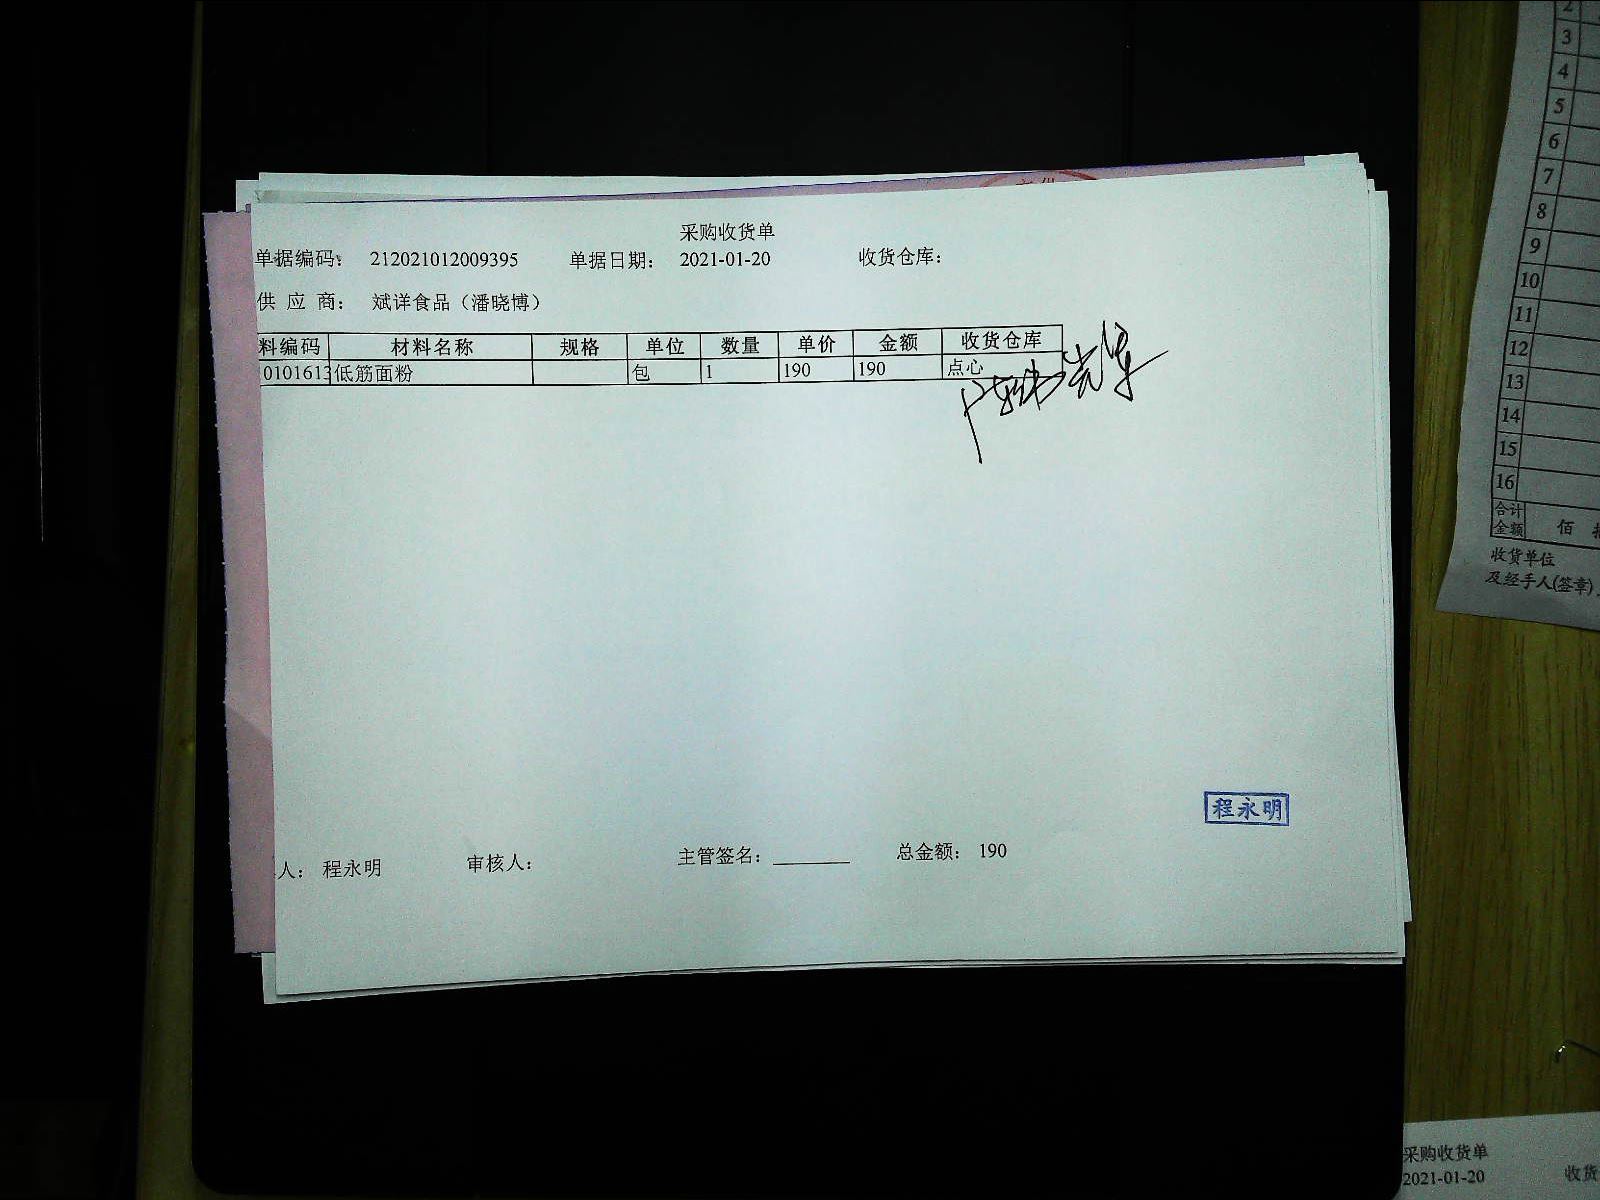 采购收货单
单据编码： 212021012009395 单据日期： 2021-01-20 收货仓库：
供 应 商： 斌详食品（潘晓博）
料编码 材料名称 规格 单位 数量 单价 金额 收货仓库
0101613 低筋面粉 包 1 190 190 点心
程永明
人： 程永明 审核人： 主管签名： ________ 总金额： 190
2
3
4
5
6
7
8
9
10
11
12
13
14
15
16
合计
金额 佰
收货单位
及经手人(签章)
采购收货单
2021-01-20 收货